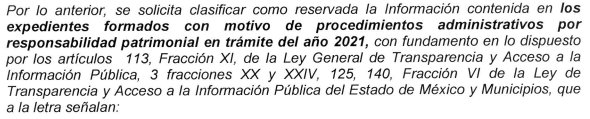 Por lo anterior, se solicita clasificar como reservada la Información contenida en los
expedientes formados con motivo de procedimientos administrativos por
responsabilidad patrimonial en trámite del año 2021, con fundamento en lo dispuesto
por los artículos 113, Fracción XI, de la Ley General de Transparencia y Acceso a la
Información Pública, 3 fracciones XX y XXIV, 125, 140, Fracción VI de la Ley de
Transparencia y Acceso a la Información Pública del Estado de México y Municipios, que
a la letra señalan: